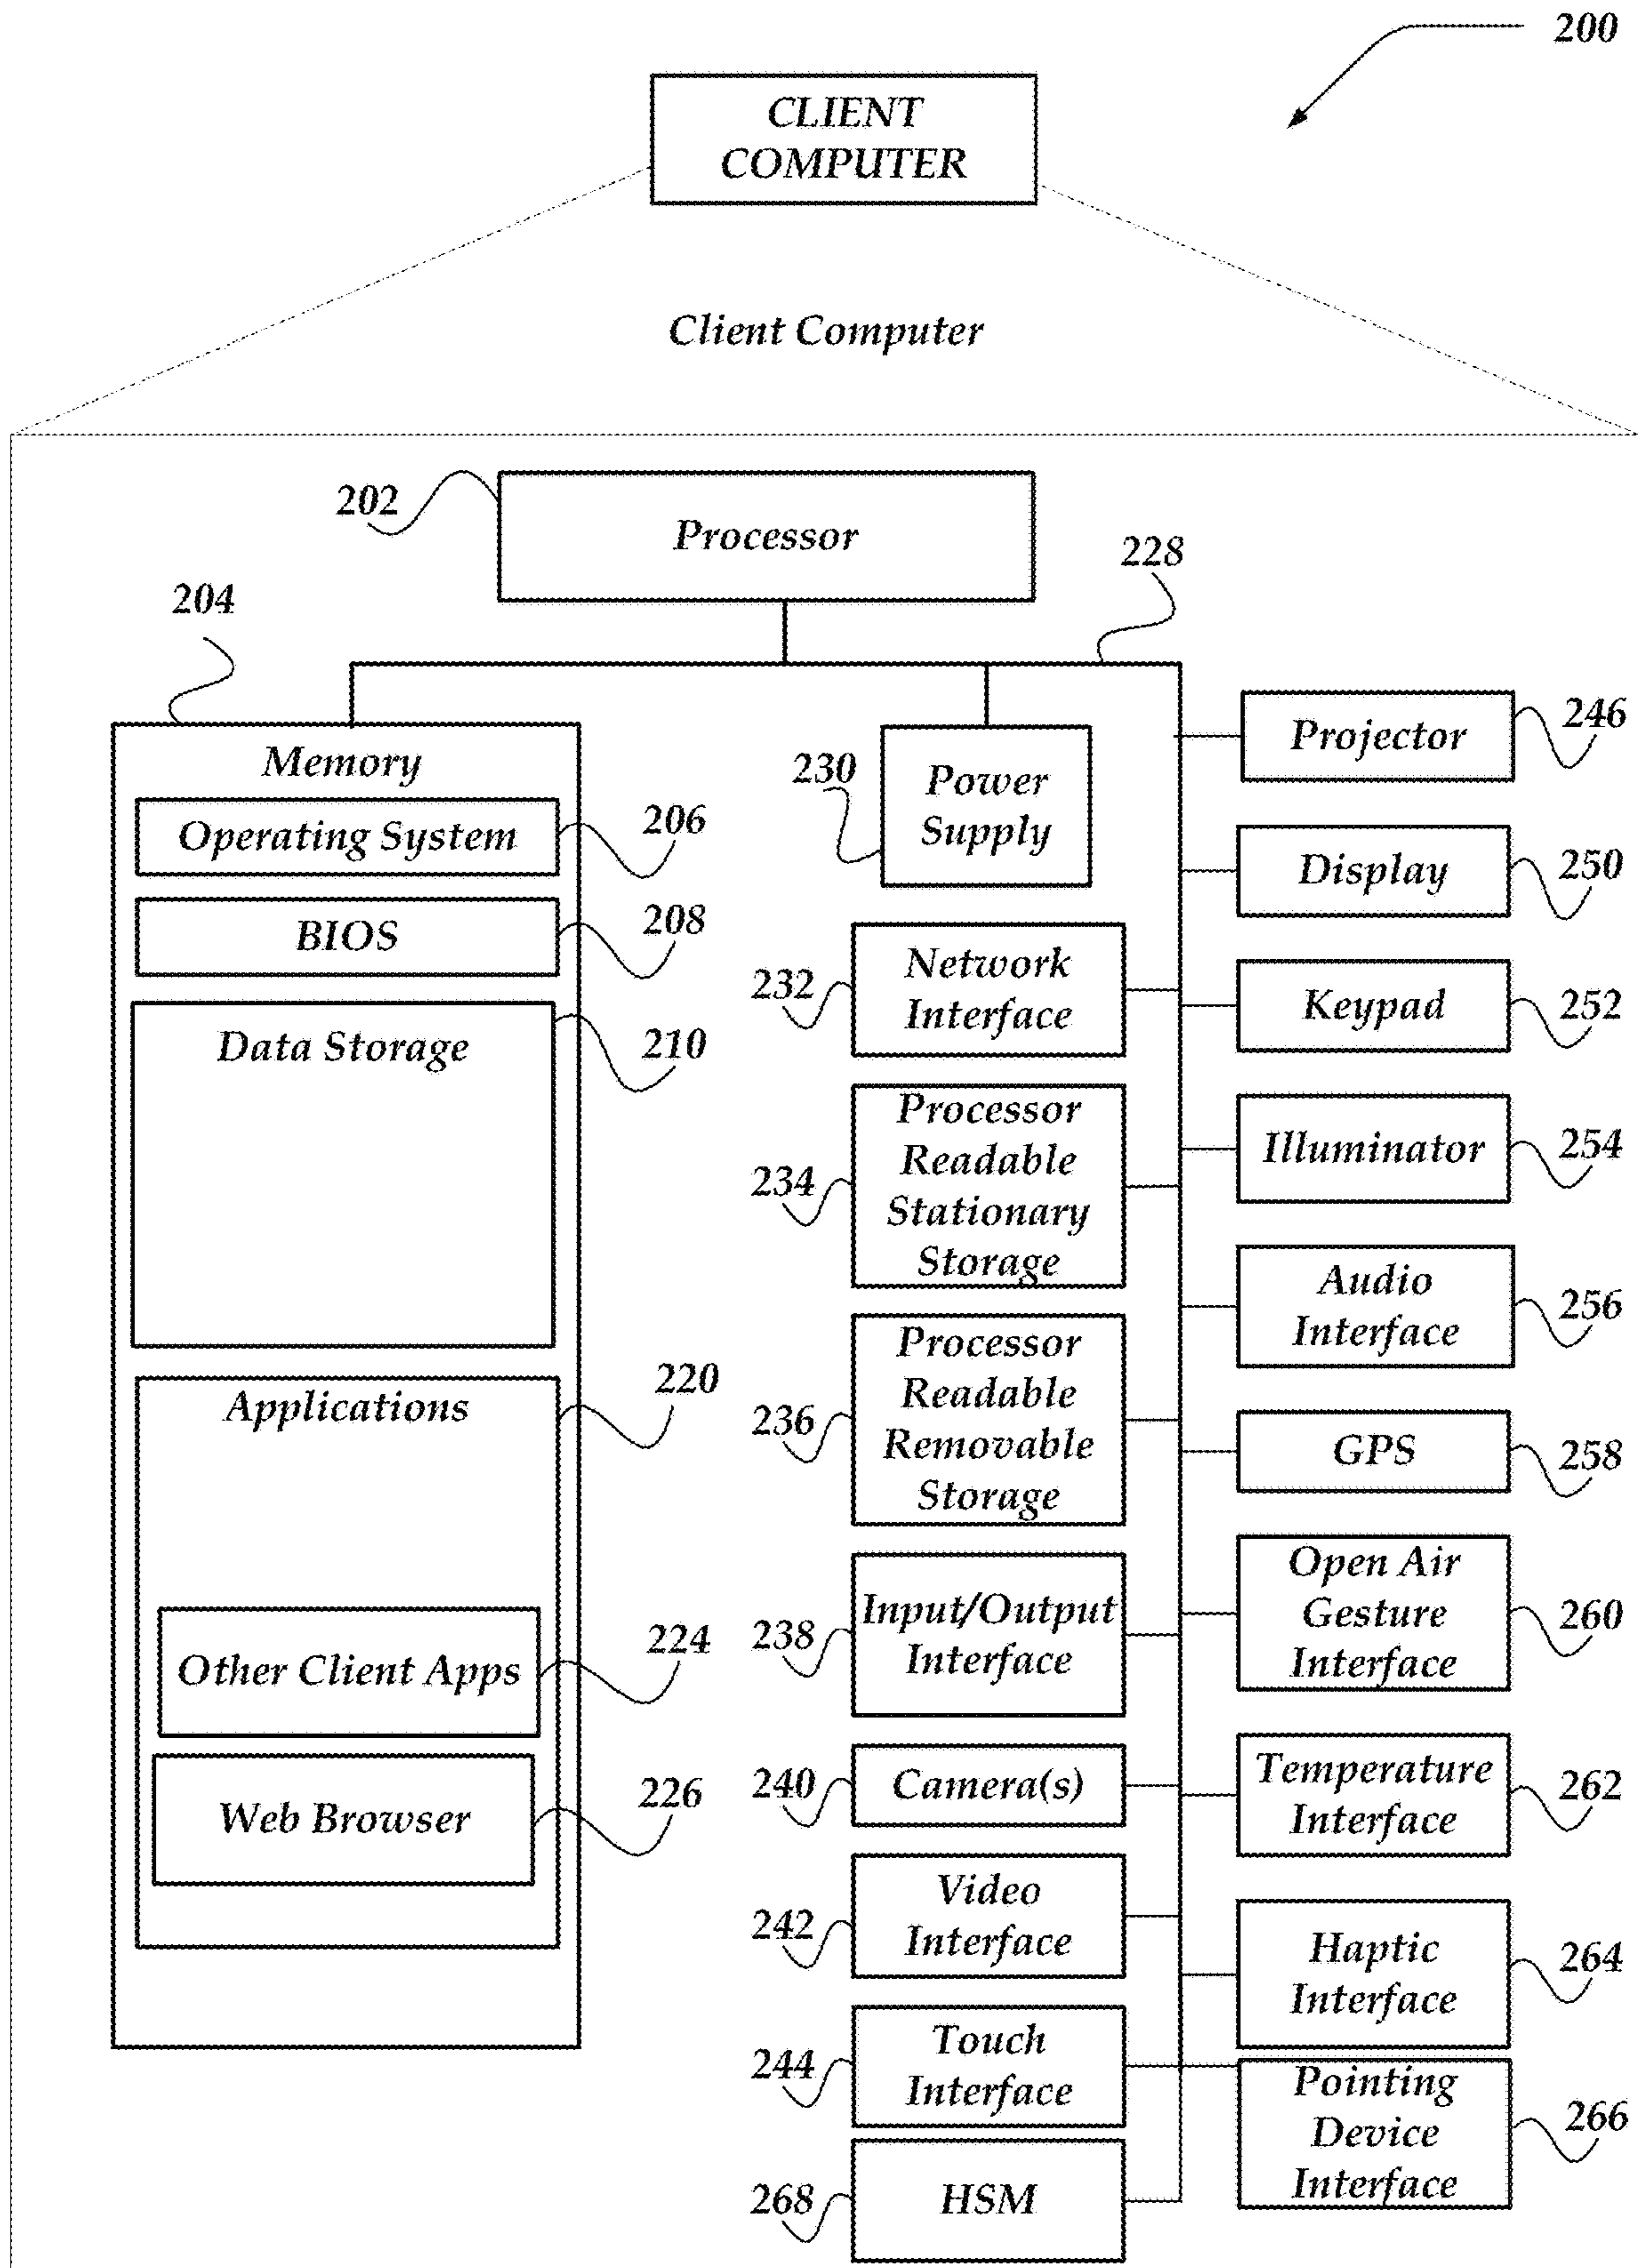 200
CLIENT
COMPUTER
Client Computer
202
Processor
228
204
Memory
Operating System
206
BIOS
208
Data Storage
210
Applications
220
Other Client Apps
224
Web Browser
226
230
Power
Supply
232
Network
Interface
234
Processor
Readable
Stationary
Storage
236
Processor
Readable
Removable
Storage
238
Input/Output
Interface
240
Camera(s)
242
Video
Interface
244
Touch
Interface
268
HSM
Projector
246
Display
250
Keypad
252
Illuminator
254
Audio
Interface
256
GPS
258
Open Air
Gesture
Interface
260
Temperature
Interface
262
Haptic
Interface
264
Pointing
Device
Interface
266